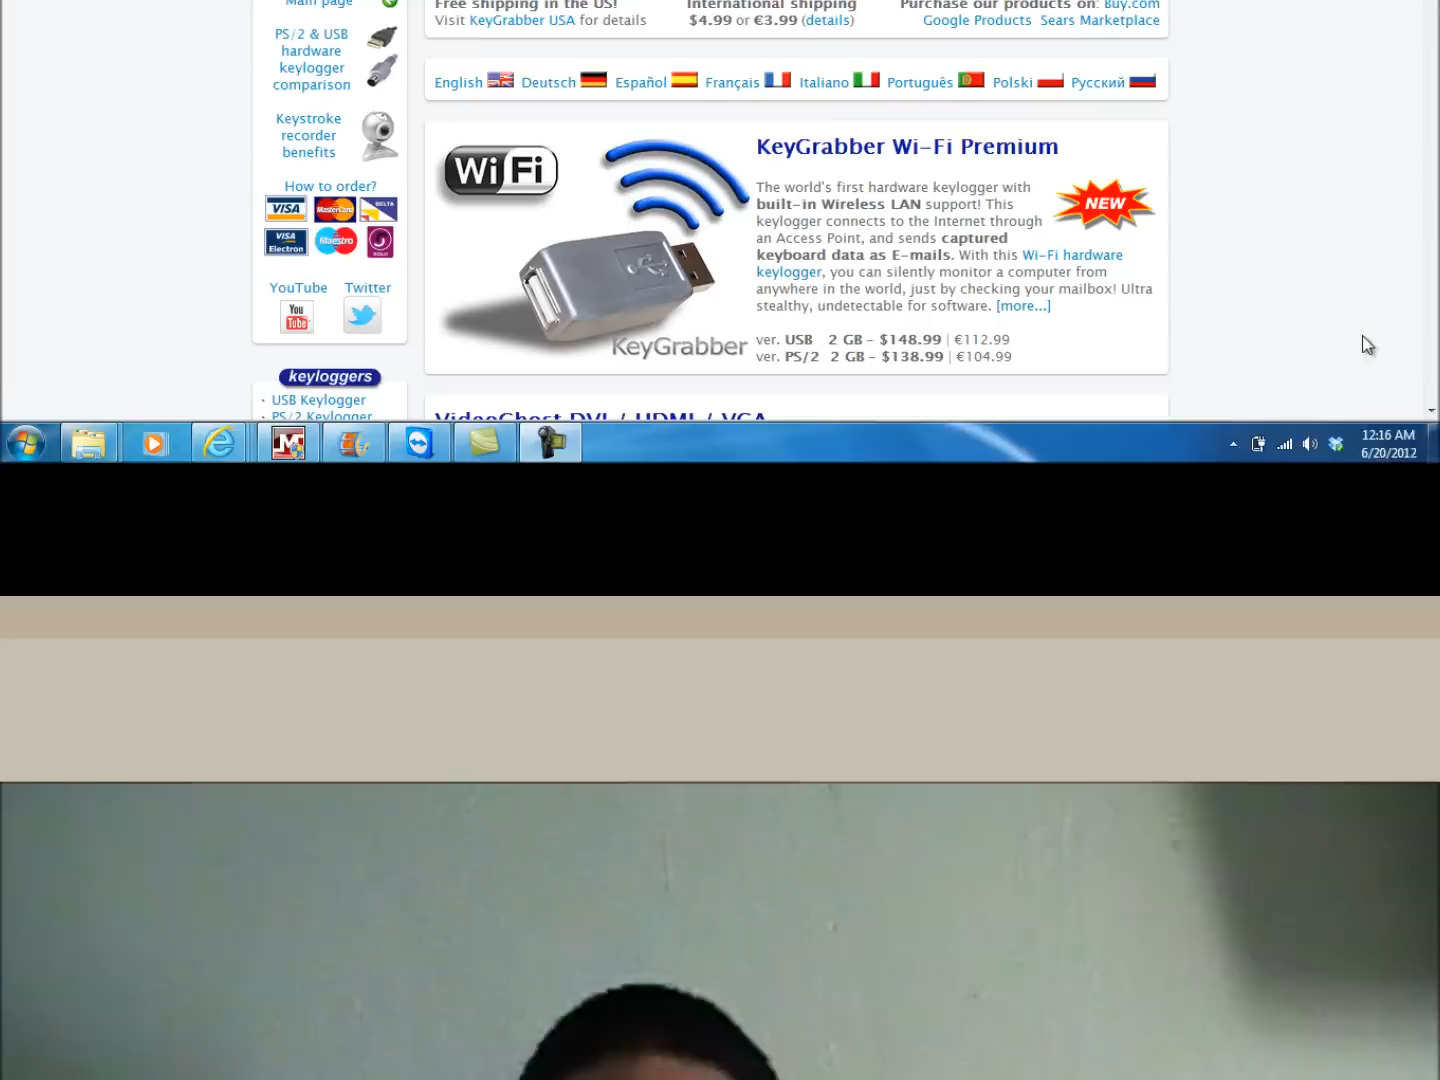 Main page
PS/2 & USB
hardware
keylogger
comparison
Keystroke
recorder
benefits
How to order?
VISA
MasterCard
DELTA
VISA
Electron
Maestro
SOLO
YouTube Twitter
You
Tube
keyloggers
· USB Keylogger
· PS/2 Keylogger
Free shipping in the US!
Visit KeyGrabber USA for details
International shipping
$4.99 or €3.99 (details)
Purchase our products on: Buy.com
Google Products Sears Marketplace
English Deutsch Español Français Italiano Português Polski Русский
WiFi
KeyGrabber
KeyGrabber Wi-Fi Premium
The world's first hardware keylogger with
built-in Wireless LAN support! This
keylogger connects to the Internet through
an Access Point, and sends captured
keyboard data as E-mails. With this Wi-Fi hardware
keylogger, you can silently monitor a computer from
anywhere in the world, just by checking your mailbox! Ultra
stealthy, undetectable for software. [more...]
NEW
ver. USB 2 GB - $148.99 | €112.99
ver. PS/2 2 GB - $138.99 | €104.99
VideoGhost DVI / HDMI / VGA
12:16 AM
6/20/2012